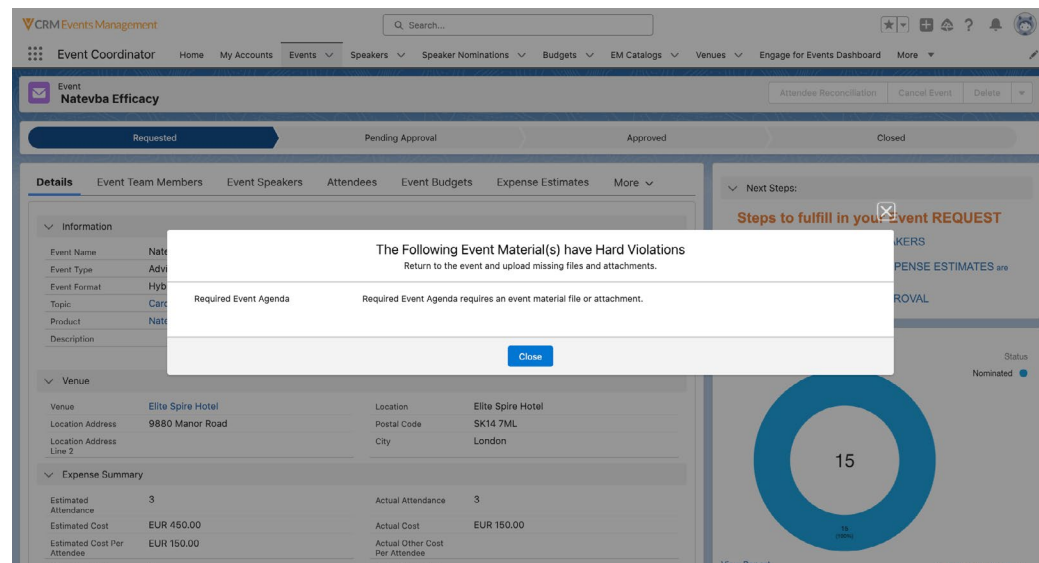 CRM Events Management
Search...
Event Coordinator Home My Accounts Events Speakers Speaker Nominations Budgets EM Catalogs Venues Engage for Events Dashboard More
Event
Natevba Efficacy
Attendee Reconciliation Cancel Event Delete
Requested Pending Approval Approved Closed
Details Event Team Members Event Speakers Attendees Event Budgets Expense Estimates More
Next Steps:
Steps to fulfill in your Event REQUEST
Information
The Following Event Material(s) have Hard Violations
Return to the event and upload missing files and attachments.
Required Event Agenda Required Event Agenda requires an event material file or attachment.
Close
Event Name
Event Type
Event Format
Topic
Product
Description
EXPENSE ESTIMATES are
Status
Nominated
Venue
Venue Elite Spire Hotel Location Elite Spire Hotel
Location Address 9880 Manor Road Postal Code SK14 7ML
Location Address Line 2 City London
Expense Summary
Estimated Attendance 3 Actual Attendance 3
Estimated Cost EUR 450.00 Actual Cost EUR 150.00
Estimated Cost Per Attendee EUR 150.00 Actual Other Cost Per Attendee
15
15
(100%)